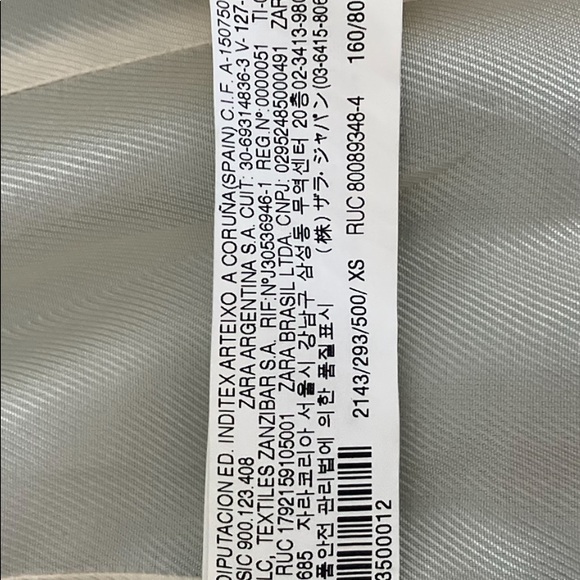 DIPUTACION ED. INDITEX ARTEIXO A CORUÑA(SPAIN) C.I.F. A-150750
SIC 900.123.408 ZARA ARGENTINA S.A. CUIT: 30-69314836-3 V- 127-
LC, TEXTILES ZANZIBAR S.A. RIF:NºJ30536946-1 REG.Nº:0000051
RUC 1792159105001 ZARA BRASIL LTDA. CNPJ: 02952485000491 ZAR
685 자라코리아 서울시 강남구 삼성동 무역센터 20층02-3413-980
품안전 관리법에 의한 품질표시 (株) ザラ・ジャパン(03-6415-806
2143/293/500/ XS RUC 80089348-4 160/80
3500012